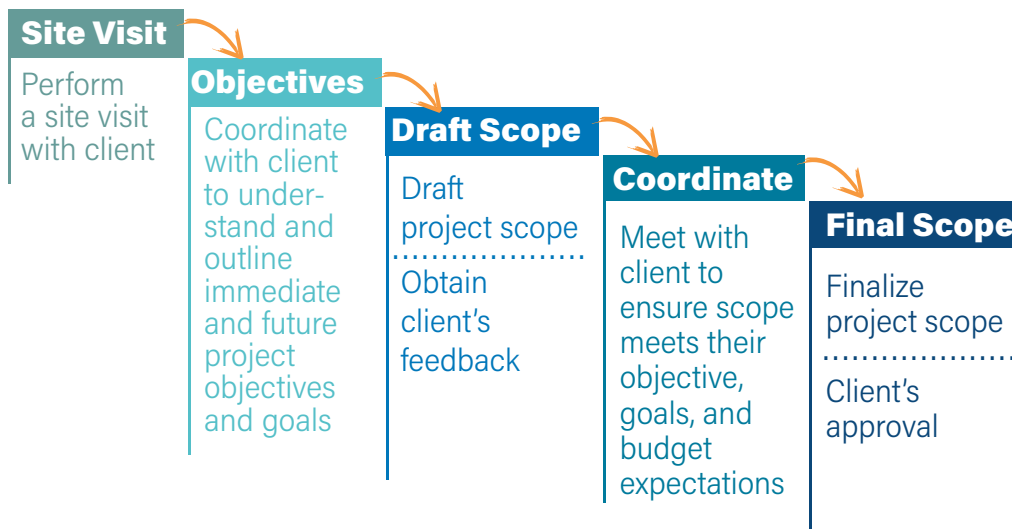 Site Visit
Perform
a site visit
with client
Objectives
Coordinate
with client
to under-
stand and
outline
immediate
and future
project
objectives
and goals
Draft Scope
Draft
project scope
Obtain
client's
feedback
Coordinate
Meet with
client to
ensure scope
meets their
objective,
goals, and
budget
expectations
Final Scope
Finalize
project scope
Client's
approval